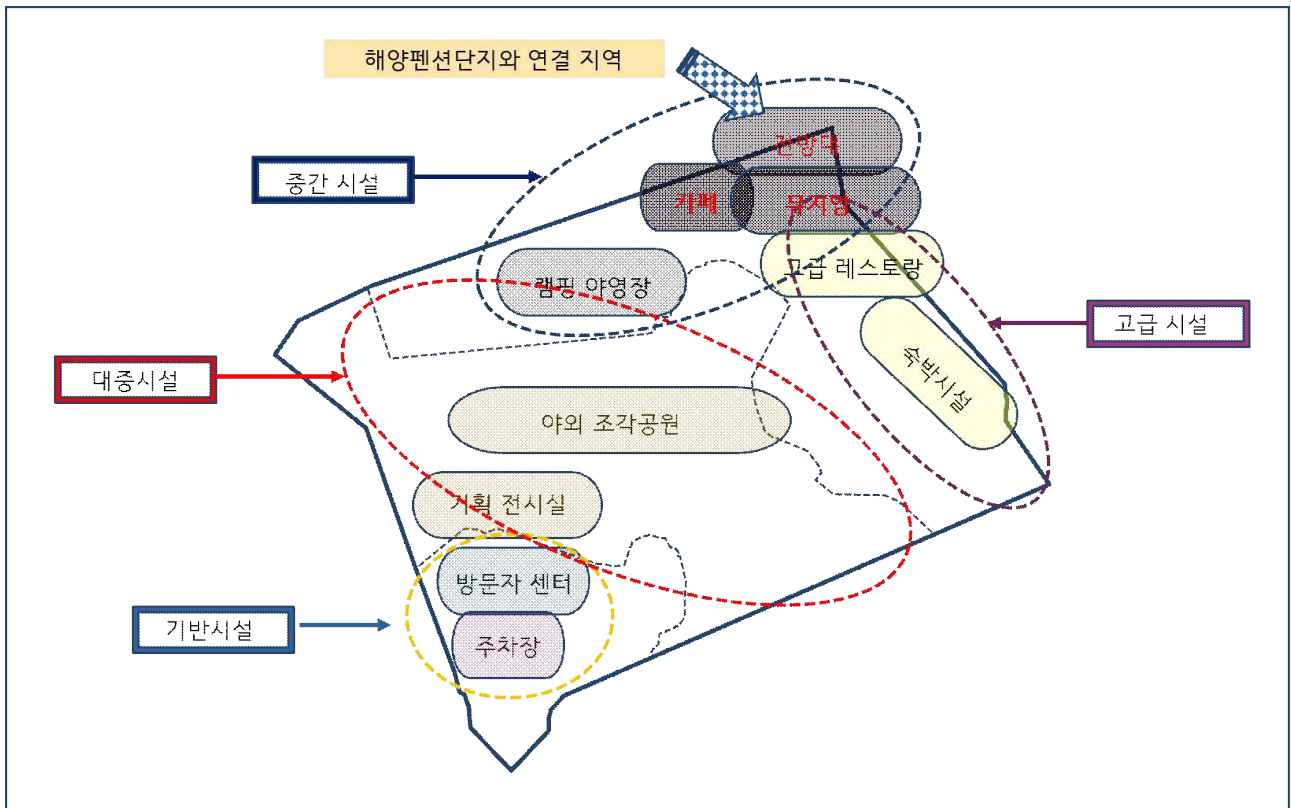 해양펜션단지와 연결 지역
전망대
중간 시설
카페
뮤지엄
고급 레스토랑
램핑 야영장
고급 시설
숙박시설
대중시설
야외 조각공원
기획 전시실
방문자 센터
기반시설
주차장